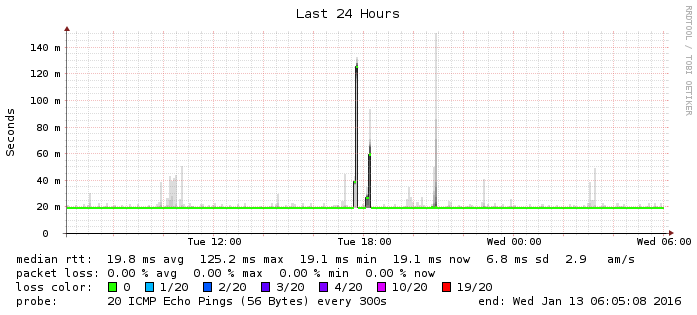 Last 24 Hours
RRDTOOL / TOBI OETIKER
Seconds
140 m
120 m
100 m
80 m
60 m
40 m
20 m
0
Tue 12:00 Tue 18:00 Wed 00:00 Wed 06:00
median rtt: 19.8 ms avg 125.2 ms max 19.1 ms min 19.1 ms now 6.8 ms sd 2.9 am/s
packet loss: 0.00 % avg 0.00 % max 0.00 % min 0.00 % now
loss color: 0 1/20 2/20 3/20 4/20 10/20 19/20
probe: 20 ICMP Echo Pings (56 Bytes) every 300s end: Wed Jan 13 06:05:08 2016